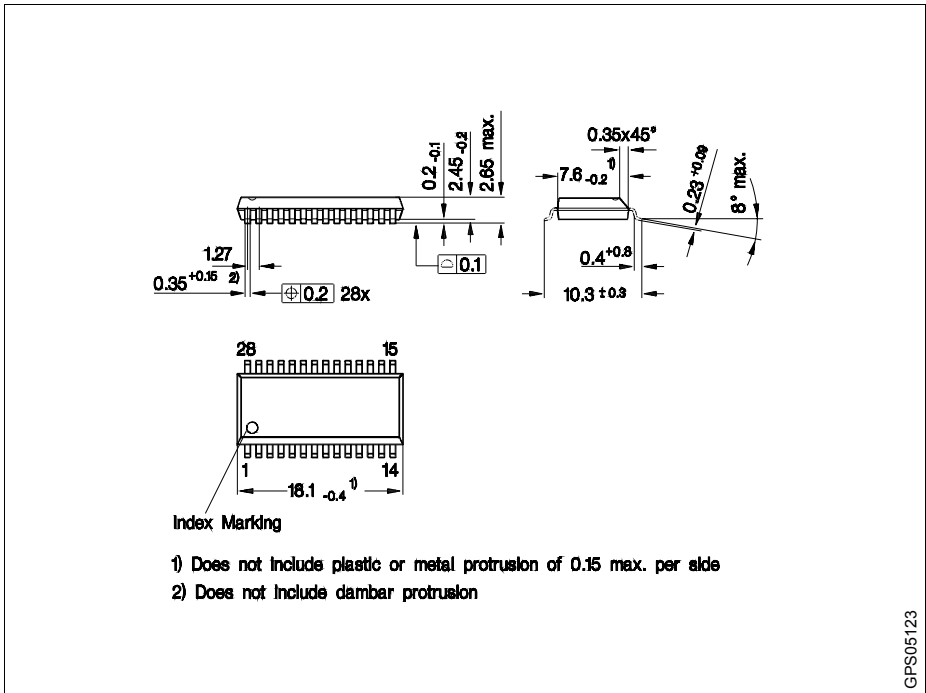 0.2 -0.1
2.45 -0.2
2.65 max.
0.1
1.27
0.35 +0.15 2)
0.2 28x
0.35x45°
7.6 -0.2 1)
0.23 +0.09
8° max.
0.4 +0.8
10.3 ±0.3
28 15
1 14
18.1 -0.4 1)
Index Marking
1) Does not include plastic or metal protrusion of 0.15 max. per side
2) Does not include dambar protrusion
GPS05123